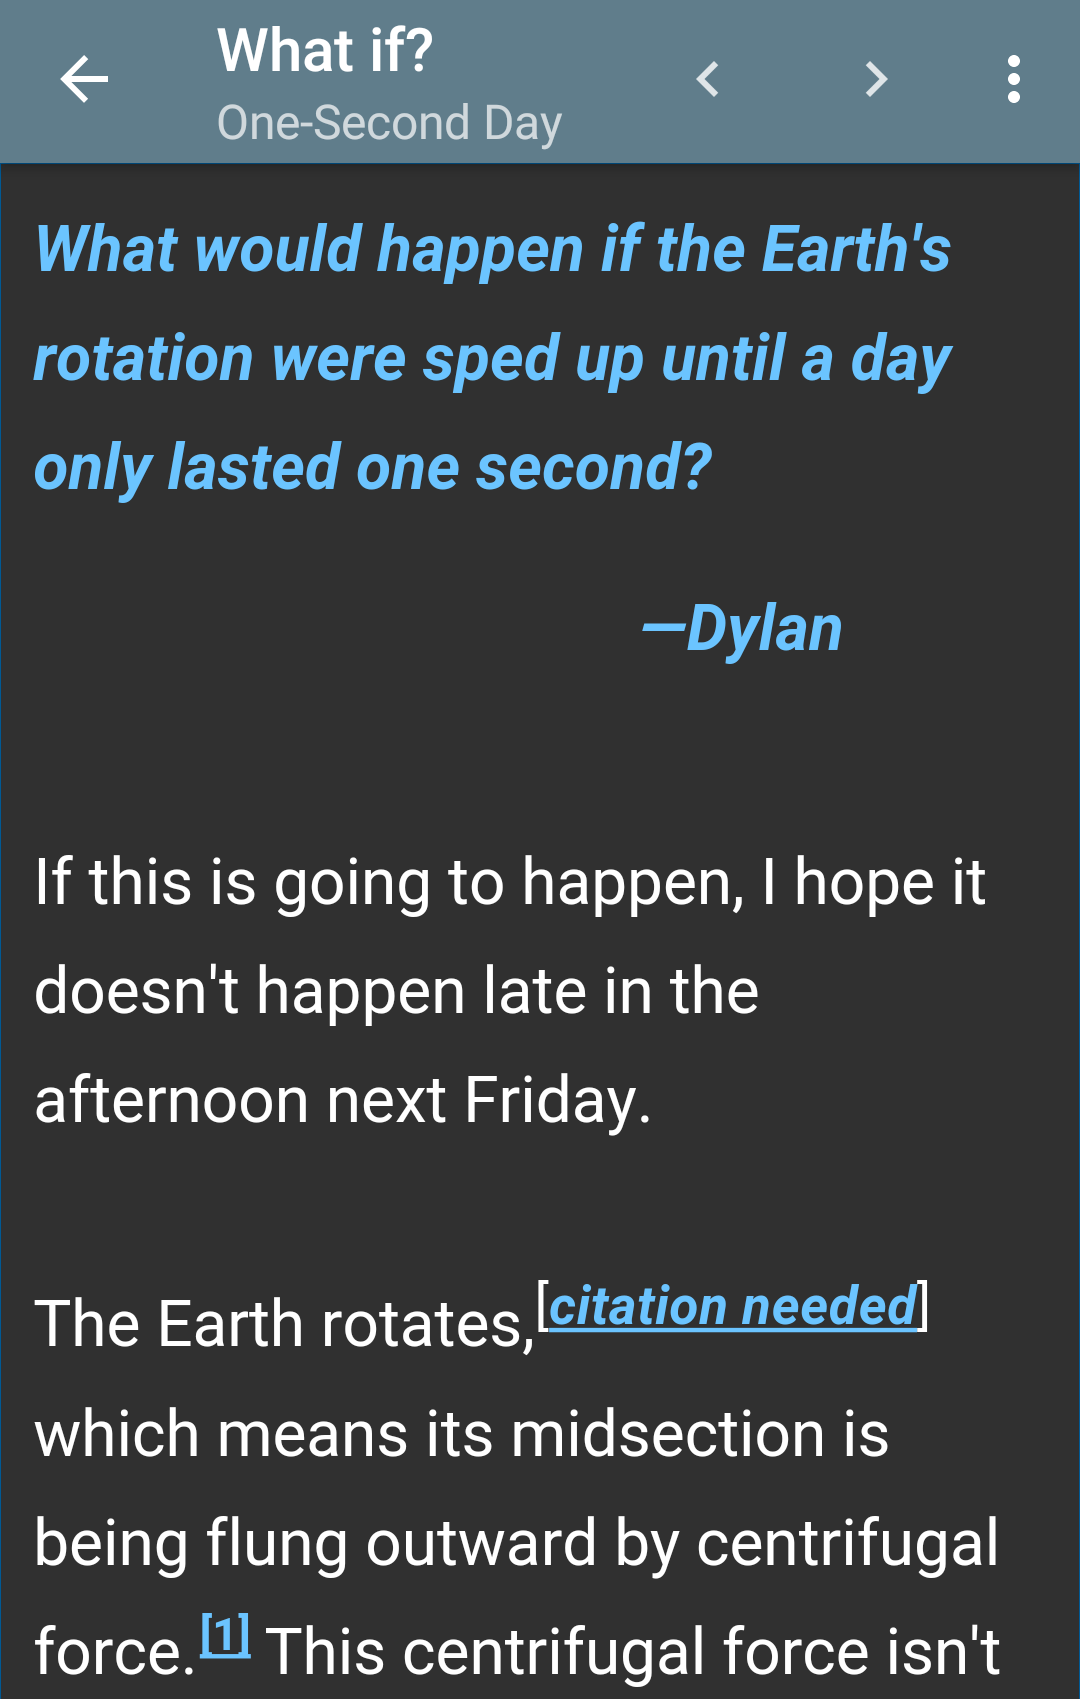 What if?
One-Second Day
What would happen if the Earth's
rotation were sped up until a day
only lasted one second?
—Dylan
If this is going to happen, I hope it
doesn't happen late in the
afternoon next Friday.
The Earth rotates,[citation needed]
which means its midsection is
being flung outward by centrifugal
force.[1] This centrifugal force isn't